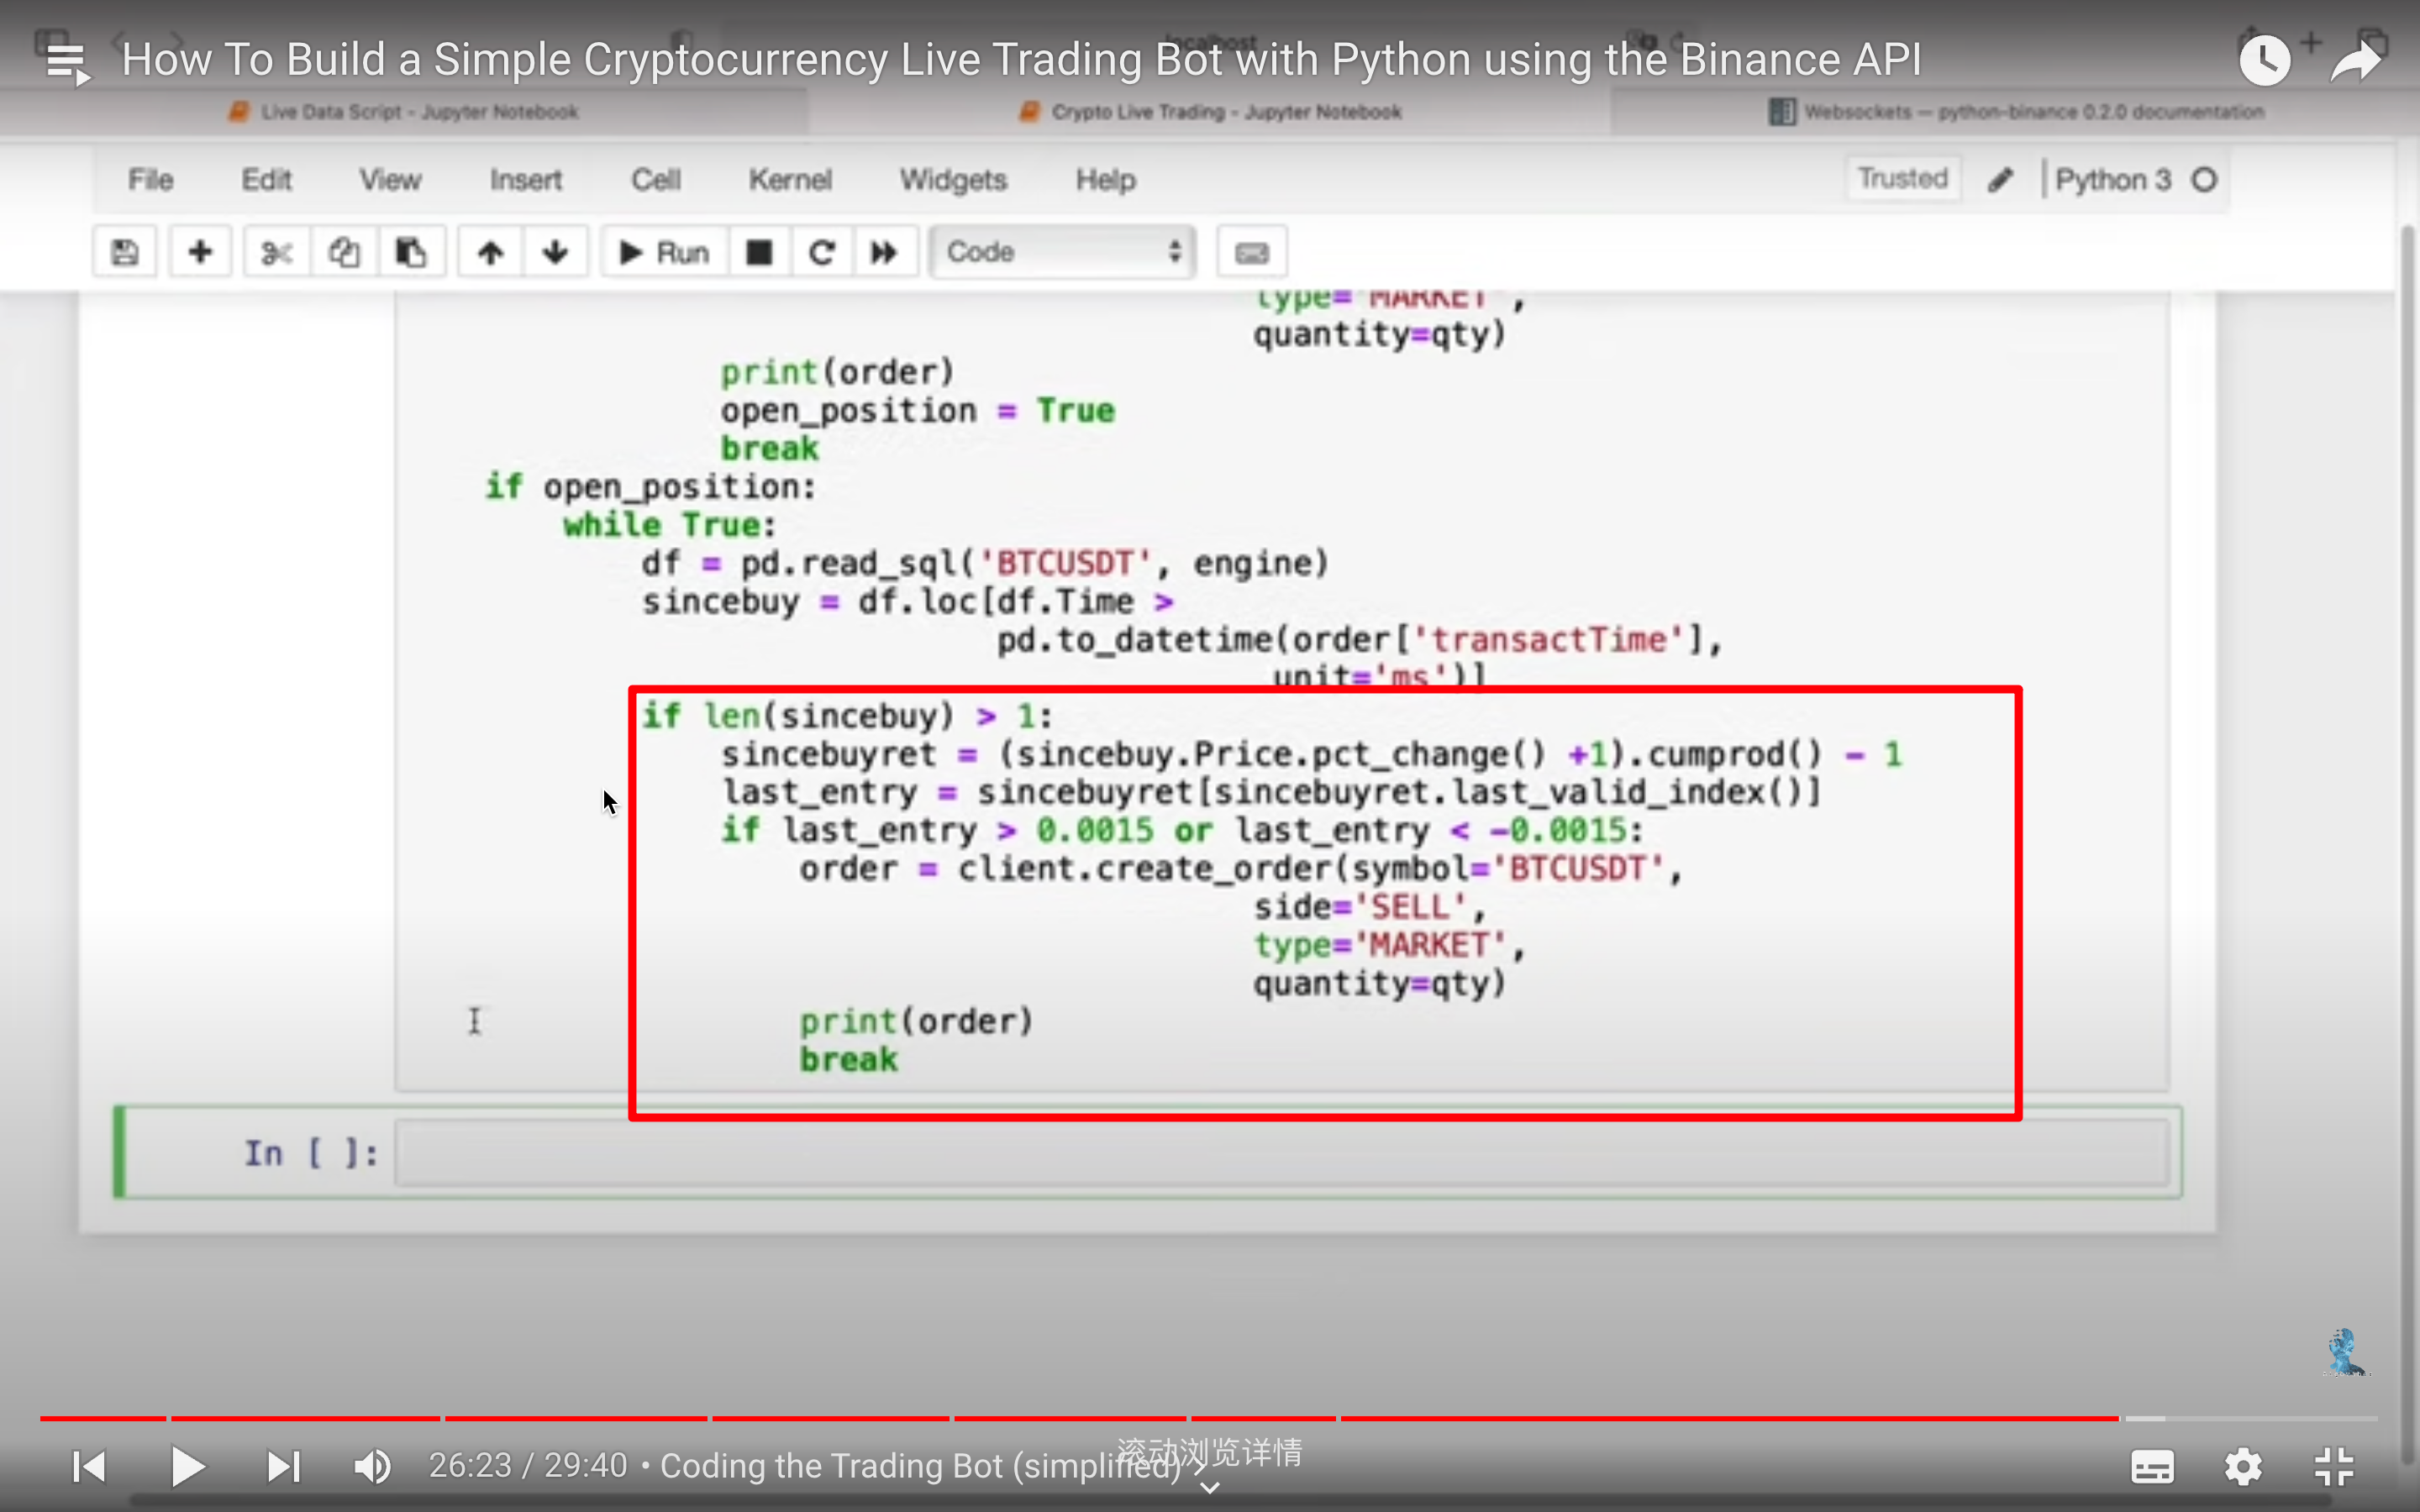 How To Build a Simple Cryptocurrency Live Trading Bot with Python using the Binance API
localhost
Live Data Script - Jupyter Notebook
Crypto Live Trading - Jupyter Notebook
Websockets — python-binance 0.2.0 documentation
File Edit View Insert Cell Kernel Widgets Help
Trusted Python 3
Run Code
type='MARKET',
quantity=qty)
print(order)
open_position = True
break
if open_position:
while True:
df = pd.read_sql('BTCUSDT', engine)
sincebuy = df.loc[df.Time >
pd.to_datetime(order['transactTime'],
unit='ms')]
if len(sincebuy) > 1:
sincebuyret = (sincebuy.Price.pct_change() +1).cumprod() - 1
last_entry = sincebuyret[sincebuyret.last_valid_index()]
if last_entry > 0.0015 or last_entry < -0.0015:
order = client.create_order(symbol='BTCUSDT',
side='SELL',
type='MARKET',
quantity=qty)
print(order)
break
In [ ]:
26:23 / 29:40 • Coding the Trading Bot (simplified)
滚动浏览详情